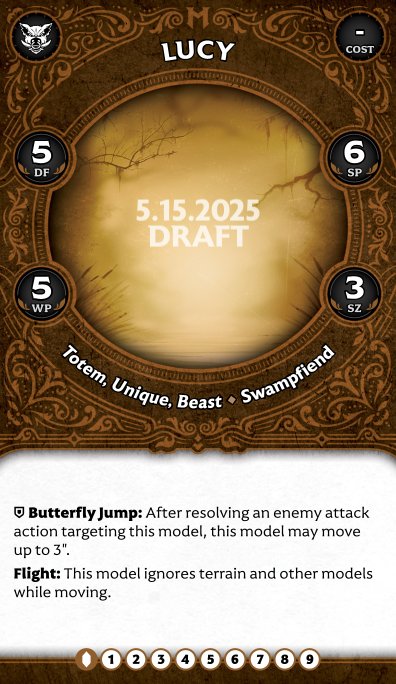 LUCY
-
COST
5
DF
6
SP
5.15.2025
DRAFT
5
WP
3
SZ
Totem, Unique, Beast ◆ Swampfiend
Butterfly Jump: After resolving an enemy attack
action targeting this model, this model may move
up to 3".
Flight: This model ignores terrain and other models
while moving.
1 2 3 4 5 6 7 8 9